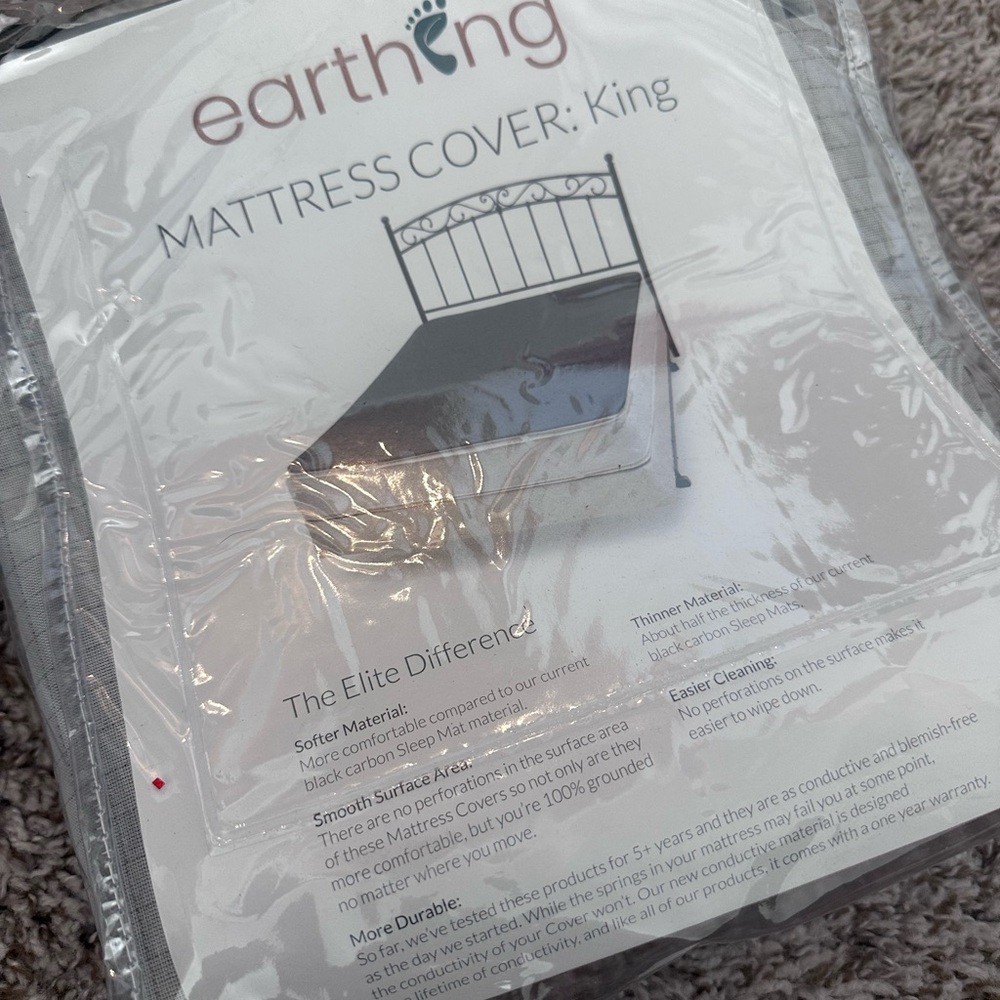 earthing
MATTRESS COVER: King
The Elite Difference
Softer Material:
More comfortable compared to our current
black carbon Sleep Mat material.
Smooth Surface Area:
There are no perforations in the surface area
of these Mattress Covers so not only are they
more comfortable, but you're 100% grounded
no matter where you move.
Thinner Material:
About half the thickness of our current
black carbon Sleep Mats.
Easier Cleaning:
No perforations on the surface makes it
easier to wipe down.
More Durable:
So far, we've tested these products for 5+ years and they are as conductive and blemish-free
as the day we started. While the springs in your mattress may fail you at some point,
the conductivity of your Cover won't. Our new conductive material is designed
a lifetime of conductivity, and like all of our products, it comes with a one year warranty.